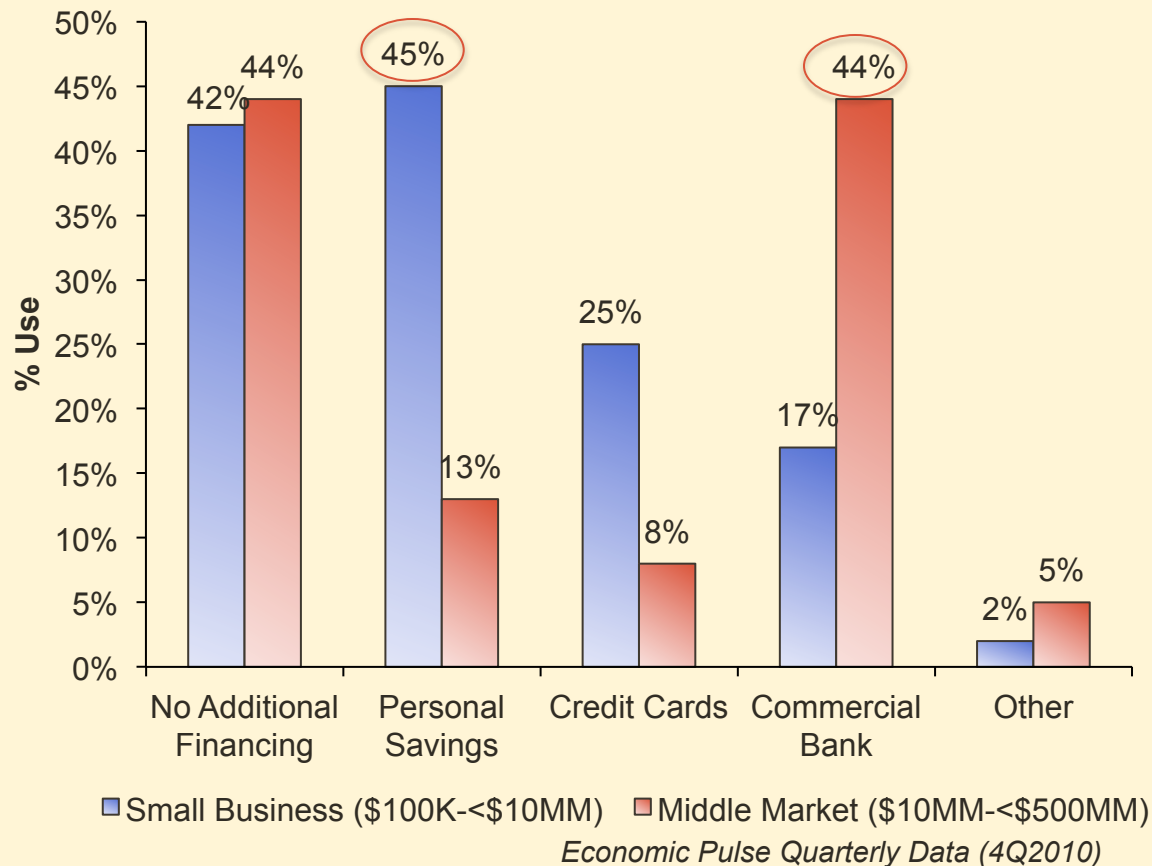 50%
45%
40%
35%
30%
25%
20%
15%
10%
5%
0%
% Use
42%
44%
45%
13%
25%
8%
17%
44%
2%
5%
No Additional
Financing
Personal
Savings
Credit Cards
Commercial
Bank
Other
Small Business ($100K-<$10MM)
Middle Market ($10MM-<$500MM)
Economic Pulse Quarterly Data (4Q2010)